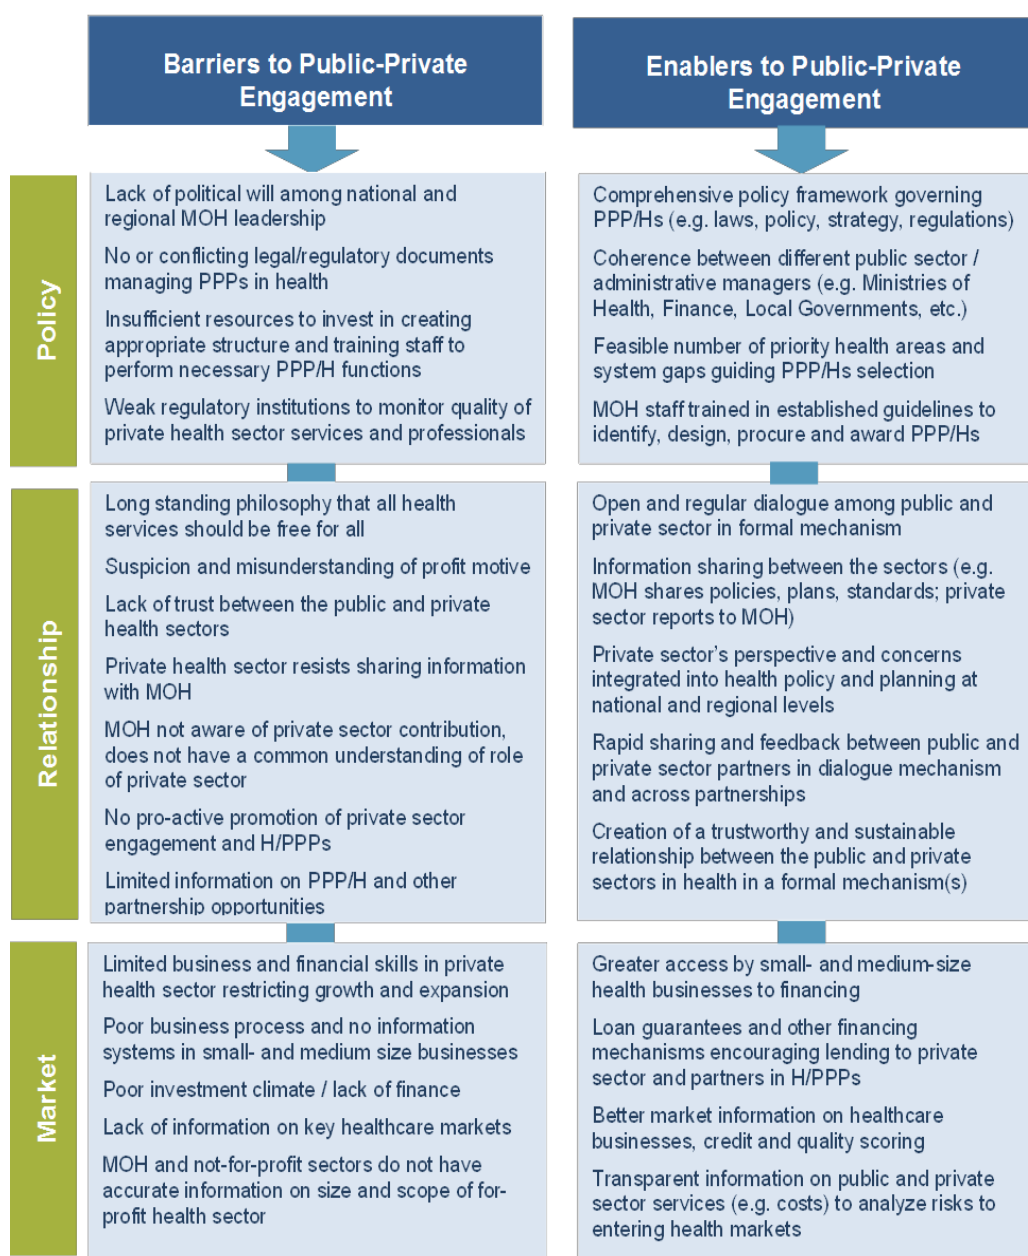 Barriers to Public-Private
Engagement
Enablers to Public-Private
Engagement
Policy
Lack of political will among national and
regional MOH leadership
No or conflicting legal/regulatory documents
managing PPPs in health
Insufficient resources to invest in creating
appropriate structure and training staff to
perform necessary PPP/H functions
Weak regulatory institutions to monitor quality of
private health sector services and professionals
Comprehensive policy framework governing
PPP/Hs (e.g. laws, policy, strategy, regulations)
Coherence between different public sector /
administrative managers (e.g. Ministries of
Health, Finance, Local Governments, etc.)
Feasible number of priority health areas and
system gaps guiding PPP/Hs selection
MOH staff trained in established guidelines to
identify, design, procure and award PPP/Hs
Relationship
Long standing philosophy that all health
services should be free for all
Suspicion and misunderstanding of profit motive
Lack of trust between the public and private
health sectors
Private health sector resists sharing information
with MOH
MOH not aware of private sector contribution,
does not have a common understanding of role
of private sector
No pro-active promotion of private sector
engagement and H/PPPs
Limited information on PPP/H and other
partnership opportunities
Open and regular dialogue among public and
private sector in formal mechanism
Information sharing between the sectors (e.g.
MOH shares policies, plans, standards; private
sector reports to MOH)
Private sector's perspective and concerns
integrated into health policy and planning at
national and regional levels
Rapid sharing and feedback between public and
private sector partners in dialogue mechanism
and across partnerships
Creation of a trustworthy and sustainable
relationship between the public and private
sectors in health in a formal mechanism(s)
Market
Limited business and financial skills in private
health sector restricting growth and expansion
Poor business process and no information
systems in small- and medium size businesses
Poor investment climate / lack of finance
Lack of information on key healthcare markets
MOH and not-for-profit sectors do not have
accurate information on size and scope of for-
profit health sector
Greater access by small- and medium-size
health businesses to financing
Loan guarantees and other financing
mechanisms encouraging lending to private
sector and partners in H/PPPs
Better market information on healthcare
businesses, credit and quality scoring
Transparent information on public and private
sector services (e.g. costs) to analyze risks to
entering health markets